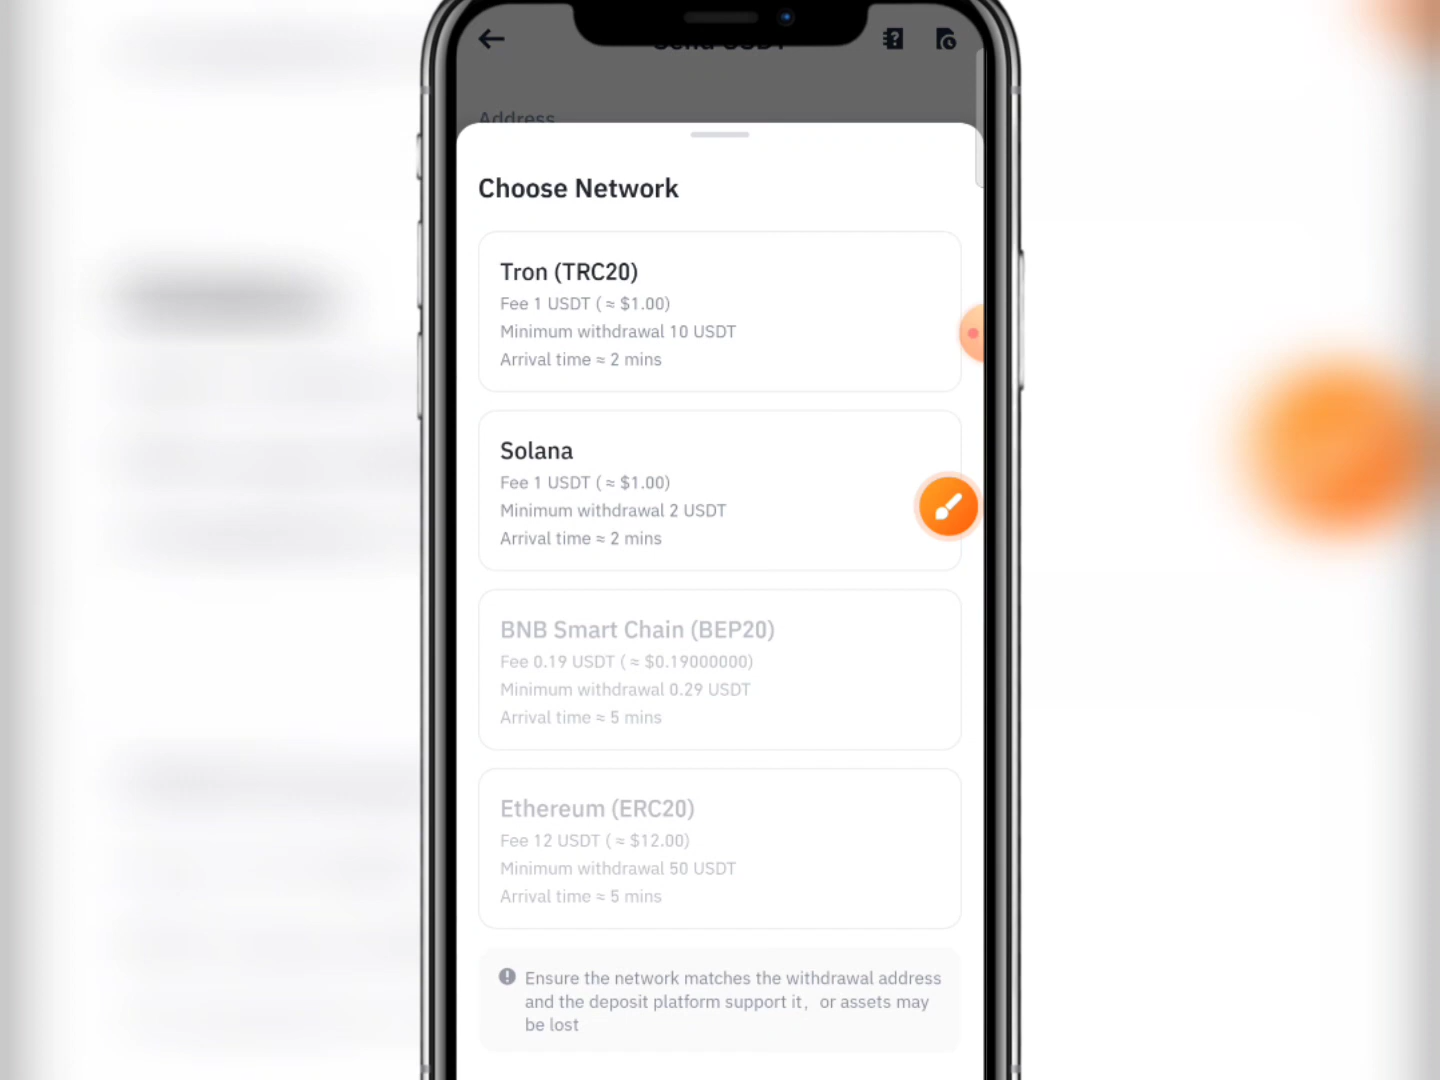 Address
Choose Network
Tron (TRC20)
Fee 1 USDT ( ≈ $1.00)
Minimum withdrawal 10 USDT
Arrival time ≈ 2 mins
Solana
Fee 1 USDT ( ≈ $1.00)
Minimum withdrawal 2 USDT
Arrival time ≈ 2 mins
BNB Smart Chain (BEP20)
Fee 0.19 USDT ( ≈ $0.19000000)
Minimum withdrawal 0.29 USDT
Arrival time ≈ 5 mins
Ethereum (ERC20)
Fee 12 USDT ( ≈ $12.00)
Minimum withdrawal 50 USDT
Arrival time ≈ 5 mins
Ensure the network matches the withdrawal address
and the deposit platform support it，or assets may
be lost